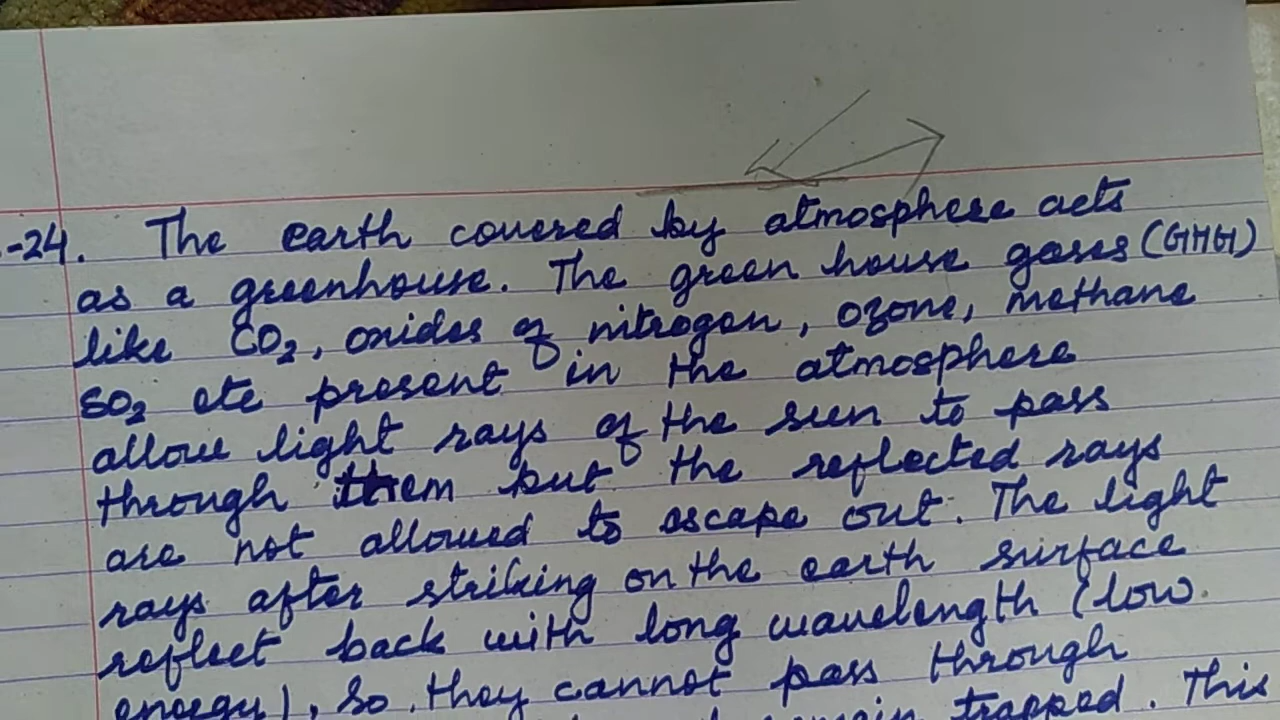 -24. The earth covered by atmosphere acts
as a greenhouse. The green house gases (GHG)
like CO₂, oxides of nitrogen, ozone, methane
SO₂ etc present in the atmosphere
allow light rays of the sun to pass
through them but the reflected rays
are not allowed to escape out. The light
rays after striking on the earth surface
reflect back with long wavelength (low
energy), so they cannot pass through
remain trapped. This